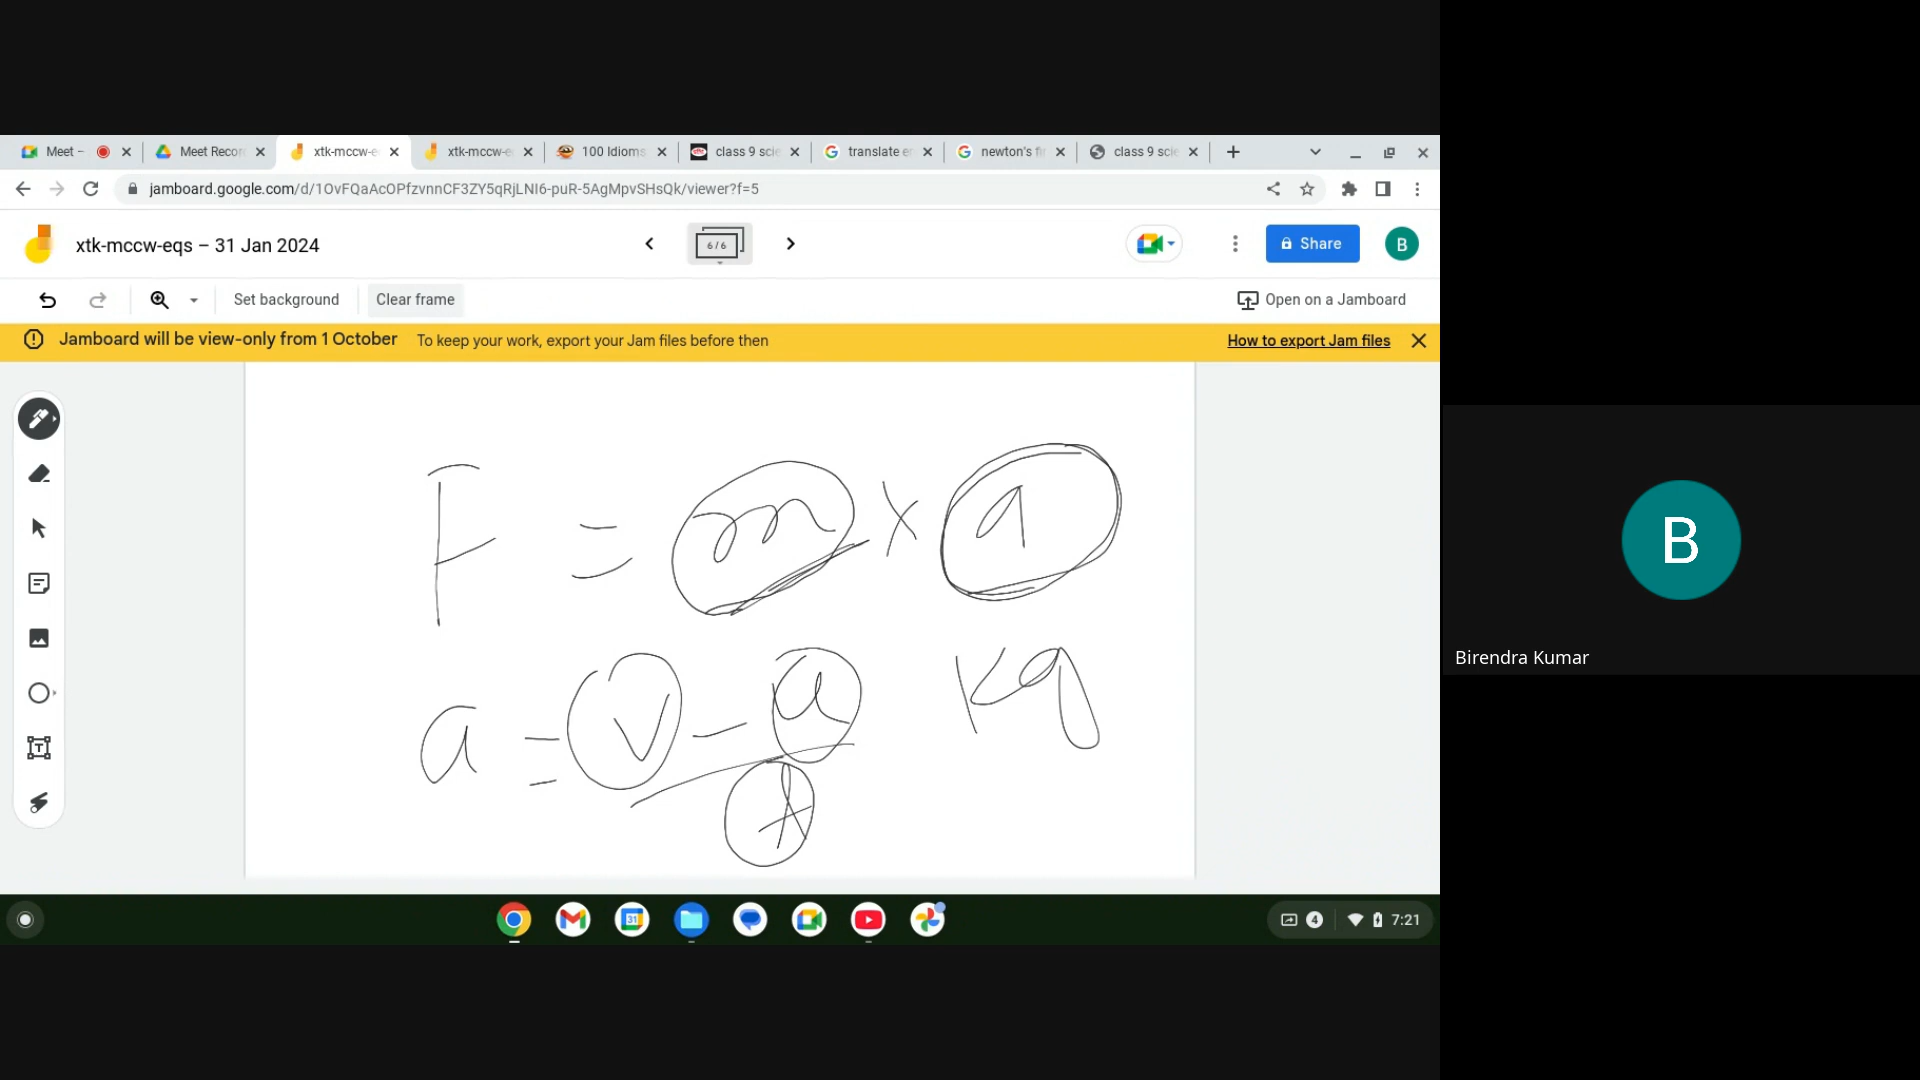 Meet –
Meet Recor
xtk-mccw-e
xtk-mccw-e
100 Idioms
class 9 scie
translate en
newton's fi
class 9 scie
jamboard.google.com/d/1OvFQaAcOPfzvnnCF3ZY5qRjLNI6-puR-5AgMpvSHsQk/viewer?f=5
xtk-mccw-eqs – 31 Jan 2024
6 / 6
Share
B
Set background
Clear frame
Open on a Jamboard
Jamboard will be view-only from 1 October To keep your work, export your Jam files before then
How to export Jam files
F = m × a
a = v - u
Kg
t
B
Birendra Kumar
31
4
7:21